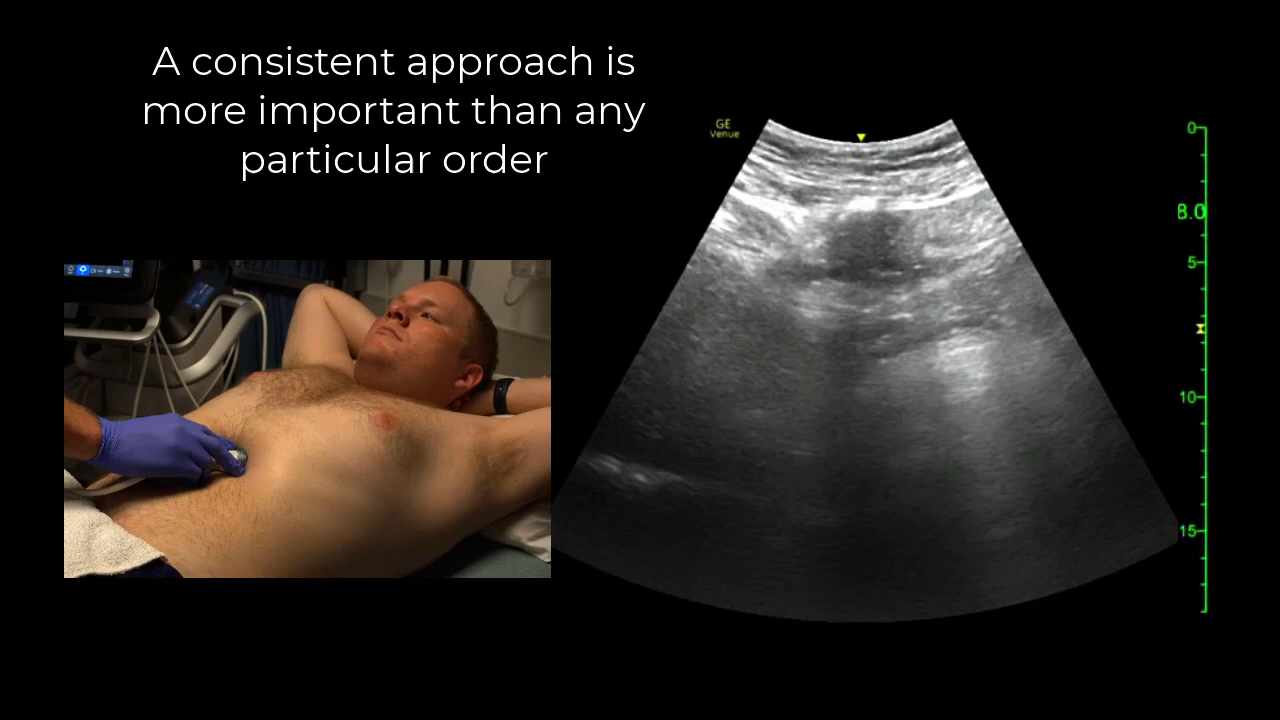 A consistent approach is
more important than any
particular order
GE
Venue
0
8.0
5
10
15